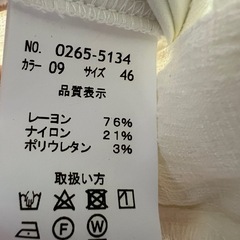 NO. 0265-5134
カラー 09 サイズ 46
品質表示
レーヨン 76%
ナイロン 21%
ポリウレタン 3%
取扱い方
F W